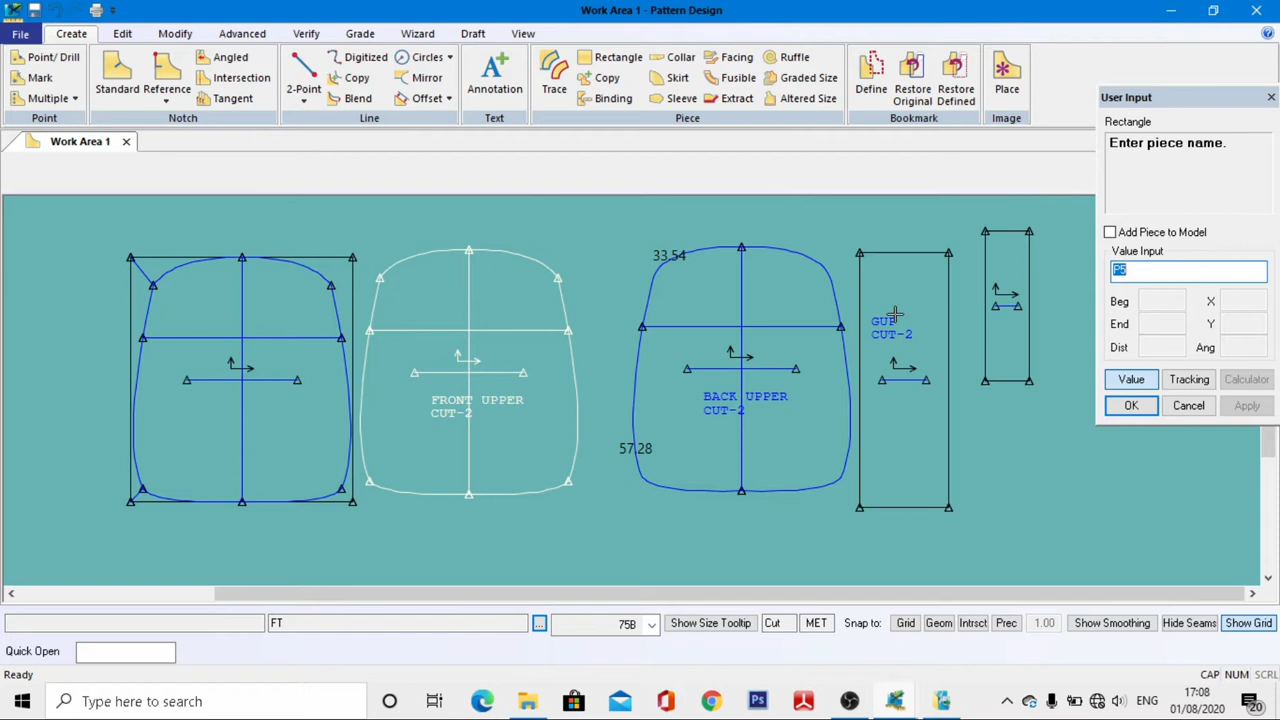 Work Area 1 - Pattern Design
File
Create
Edit
Modify
Advanced
Verify
Grade
Wizard
Draft
View
Point/ Drill
Mark
Multiple
Point
Standard
Reference
Angled
Intersection
Tangent
Notch
2-Point
Digitized
Copy
Blend
Circles
Mirror
Offset
Line
Annotation
Text
Trace
Rectangle
Copy
Binding
Collar
Skirt
Sleeve
Facing
Fusible
Extract
Ruffle
Graded Size
Altered Size
Piece
Define
Restore Original
Restore Defined
Bookmark
Place
Image
Work Area 1
33.54
57.28
FRONT UPPER
CUT-2
BACK UPPER
CUT-2
CUT-2
User Input
Rectangle
Enter piece name.
Add Piece to Model
Value Input
P5
Beg
X
End
Y
Dist
Ang
Value
Tracking
Calculator
OK
Cancel
Apply
FT
...
75B
Show Size Tooltip
Cut
MET
Snap to:
Grid
Geom
Intrsct
Prec
1.00
Show Smoothing
Hide Seams
Show Grid
Quick Open
Ready
CAP NUM SCRL
Type here to search
Ps
ENG
17:08
01/08/2020
20